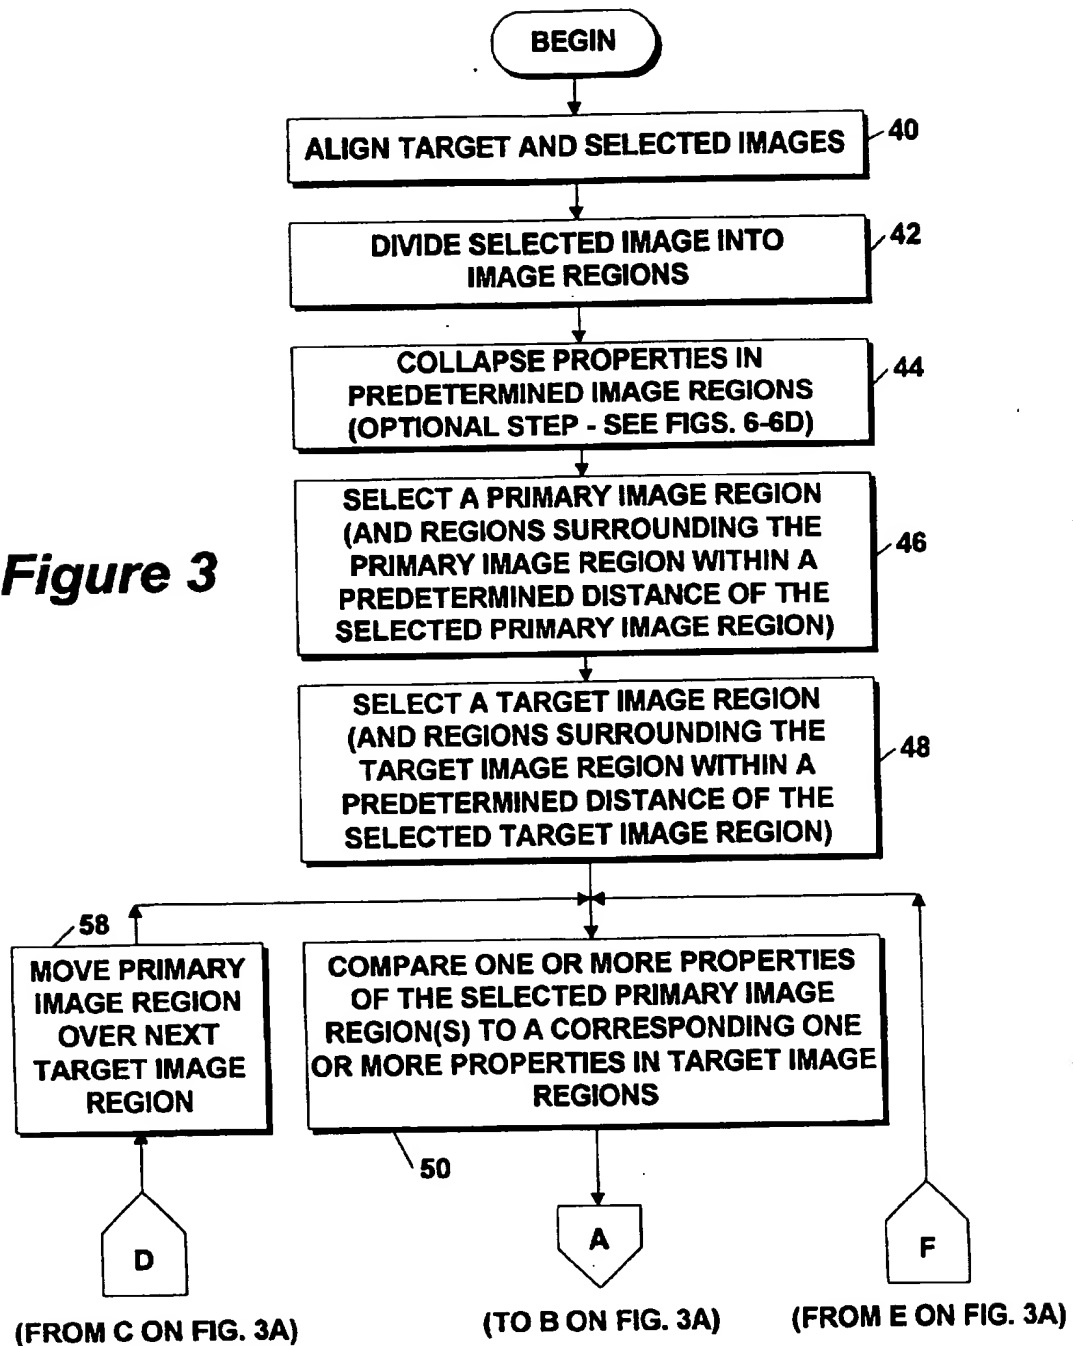 BEGIN
ALIGN TARGET AND SELECTED IMAGES
40
DIVIDE SELECTED IMAGE INTO
IMAGE REGIONS
42
COLLAPSE PROPERTIES IN
PREDETERMINED IMAGE REGIONS
(OPTIONAL STEP - SEE FIGS. 6-6D)
44
SELECT A PRIMARY IMAGE REGION
(AND REGIONS SURROUNDING THE
PRIMARY IMAGE REGION WITHIN A
PREDETERMINED DISTANCE OF THE
SELECTED PRIMARY IMAGE REGION)
46
Figure 3
SELECT A TARGET IMAGE REGION
(AND REGIONS SURROUNDING THE
TARGET IMAGE REGION WITHIN A
PREDETERMINED DISTANCE OF THE
SELECTED TARGET IMAGE REGION)
48
58
MOVE PRIMARY
IMAGE REGION
OVER NEXT
TARGET IMAGE
REGION
COMPARE ONE OR MORE PROPERTIES
OF THE SELECTED PRIMARY IMAGE
REGION(S) TO A CORRESPONDING ONE
OR MORE PROPERTIES IN TARGET IMAGE
REGIONS
50
D
A
F
(FROM C ON FIG. 3A)
(TO B ON FIG. 3A)
(FROM E ON FIG. 3A)